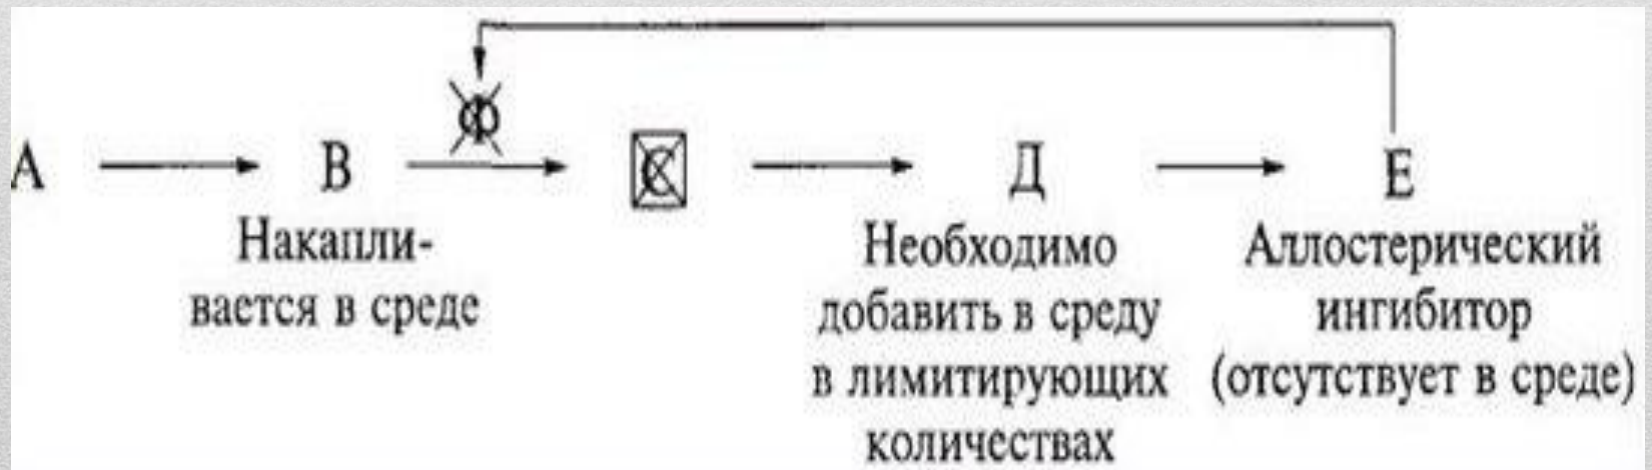 Ф
А В С Д Е
Накапли-
вается в среде
Необходимо
добавить в среду
в лимитирующих
количествах
Аллостерический
ингибитор
(отсутствует в среде)